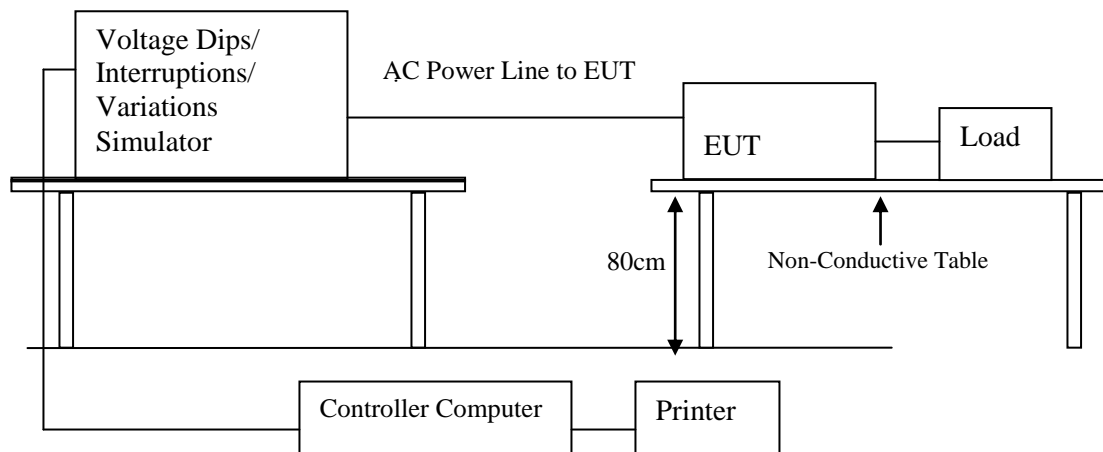 Voltage Dips/
Interruptions/
Variations
Simulator
AC Power Line to EUT
EUT
Load
80cm
Non-Conductive Table
Controller Computer
Printer